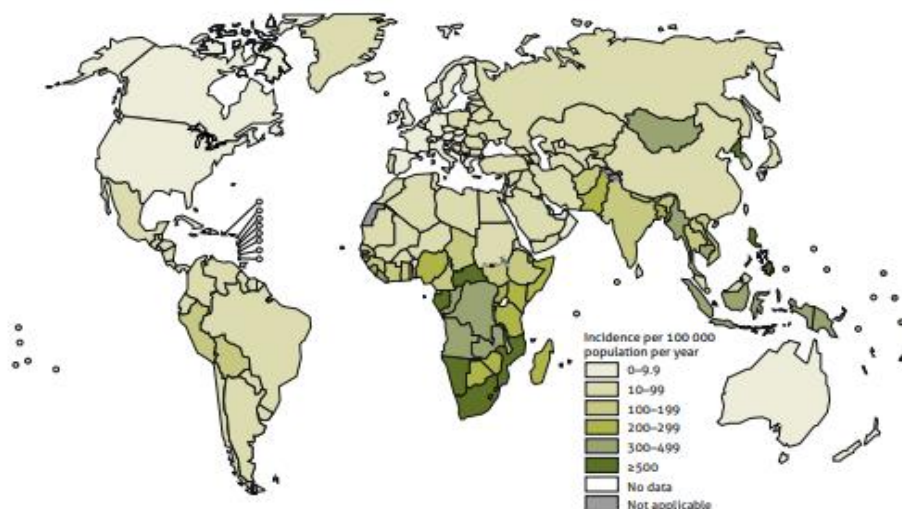 Incidence per 100 000
population per year
0–9.9
10–99
100–199
200–299
300–499
≥500
No data
Not applicable